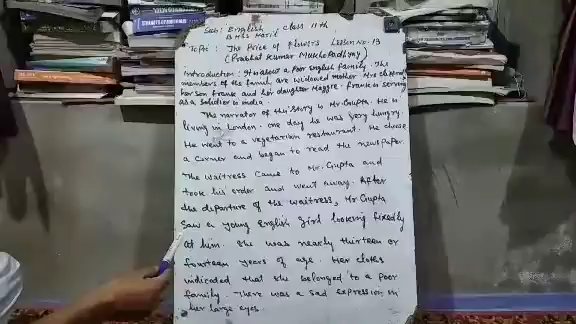 Sub: English class 11th
BHSS Haril
Topic: The Price of Flowers Lesson No. 13
(Prabhat Kumar Mukhopadhyay)
Introduction: It is about a Poor English family. The
members of the family are widowed mother Mrs clifford
her son Frank and her daughter Maggie. Frank is serving
as a Soldier in India.
The narrator of the story is Mr. Gupta. He is
living in London. One day he was very hungry.
He went to a vegetarian restaurant. He choose
a corner and began to read the newspaper.
The waitress came to Mr. Gupta and
took his order and went away. After
the departure of the waitress, Mr Gupta
saw a young English Girl looking fixedly
at him. She was nearly thirteen or
fourteen years of age. Her clothes
indicated that she belonged to a poor
family. There was a sad expression in
her large eyes.